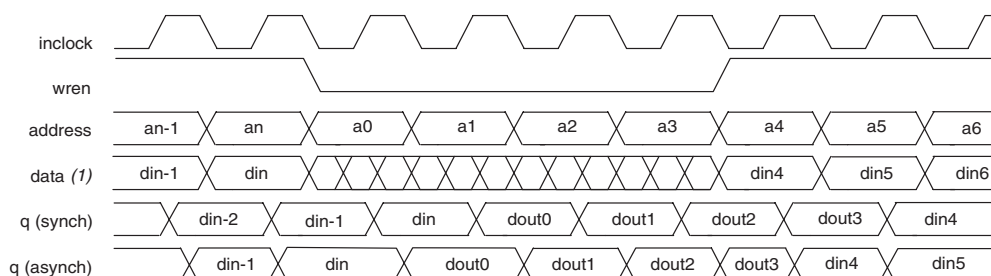 inclock
wren
address an-1 an a0 a1 a2 a3 a4 a5 a6
data (1) din-1 din din4 din5 din6
q (synch) din-2 din-1 din dout0 dout1 dout2 dout3 din4
q (asynch) din-1 din dout0 dout1 dout2 dout3 din4 din5